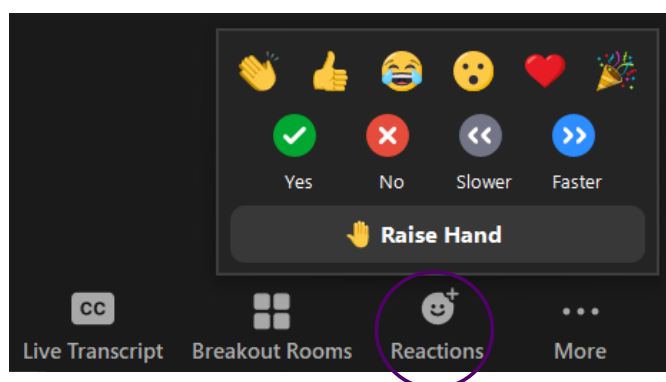 Yes No Slower Faster
Raise Hand
CC
Live Transcript Breakout Rooms Reactions More